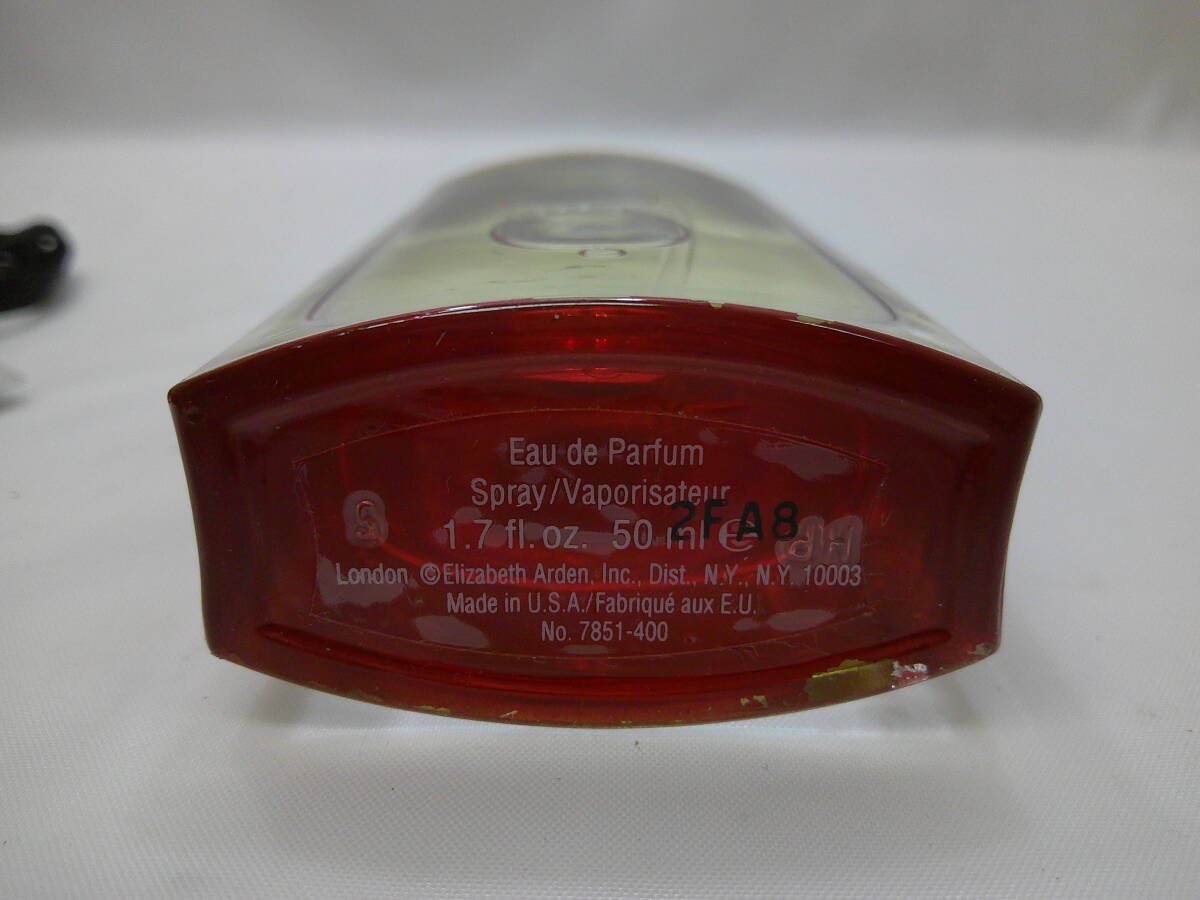 Eau de Parfum
Spray/Vaporisateur
1.7 fl. oz. 50 ml e
2FA8
London ©Elizabeth Arden, Inc., Dist., N.Y., N.Y. 10003
Made in U.S.A./Fabriqué aux E.U.
No. 7851-400